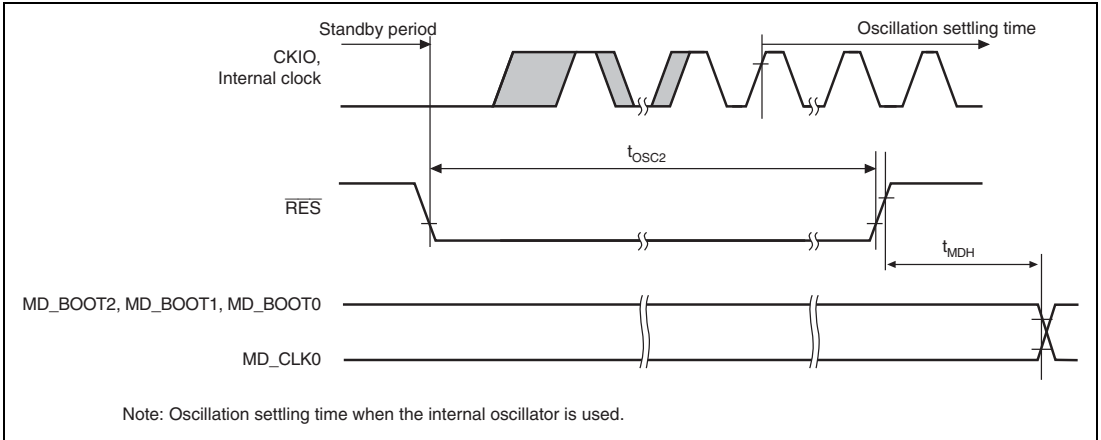 Standby period
Oscillation settling time
CKIO,
Internal clock
tOSC2
RES
tMDH
MD_BOOT2, MD_BOOT1, MD_BOOT0
MD_CLK0
Note: Oscillation settling time when the internal oscillator is used.